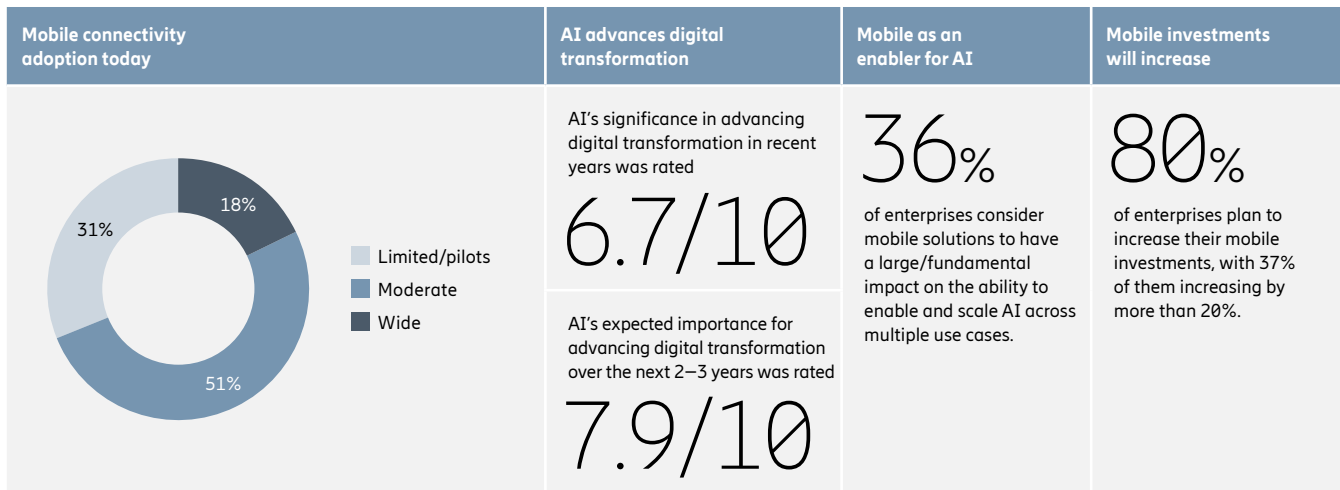 Mobile connectivity
adoption today
18%
31%
51%
Limited/pilots
Moderate
Wide
AI advances digital
transformation
AI's significance in advancing
digital transformation in recent
years was rated
6.7/10
AI's expected importance for
advancing digital transformation
over the next 2–3 years was rated
7.9/10
Mobile as an
enabler for AI
36%
of enterprises consider
mobile solutions to have
a large/fundamental
impact on the ability to
enable and scale AI across
multiple use cases.
Mobile investments
will increase
80%
of enterprises plan to
increase their mobile
investments, with 37%
of them increasing by
more than 20%.